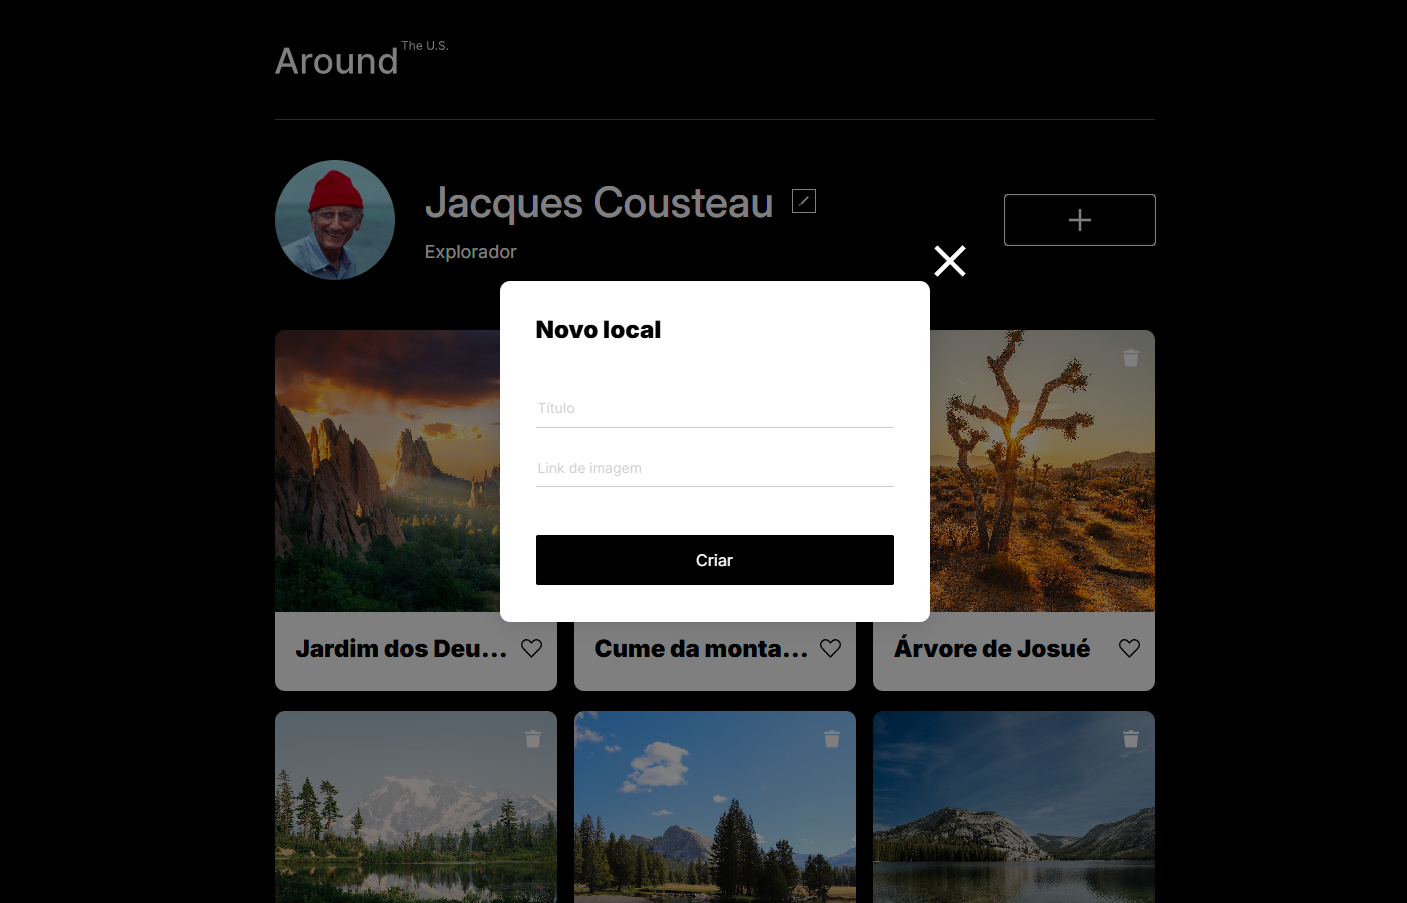 Around The U.S.
Jacques Cousteau
Explorador
Novo local
Título
Link de imagem
Criar
Jardim dos Deu...
Cume da monta...
Árvore de Josué